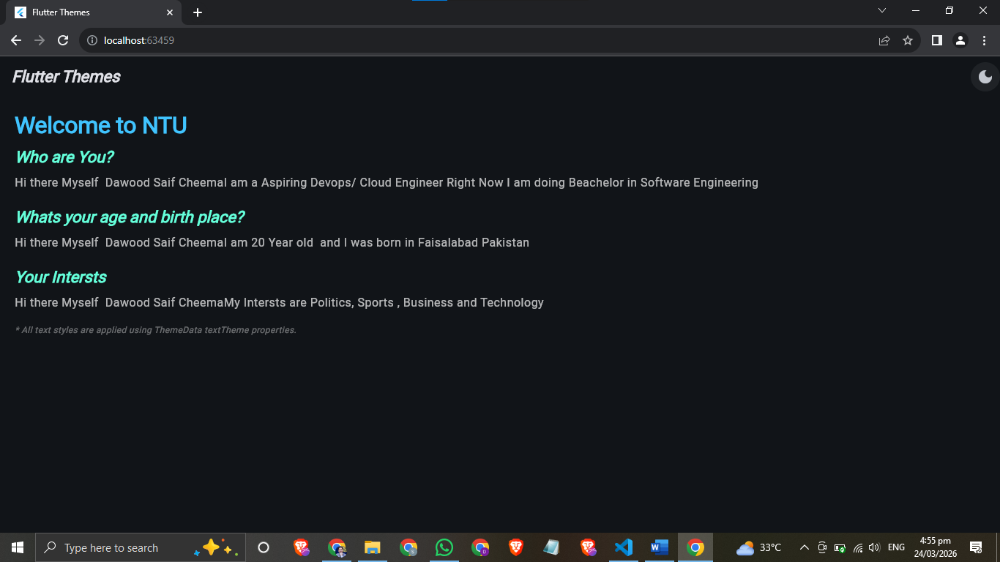 Flutter Themes
localhost:63459
Flutter Themes
Welcome to NTU
Who are You?
Hi there Myself  Dawood Saif CheemaI am a Aspiring Devops/ Cloud Engineer Right Now I am doing Beachelor in Software Engineering
Whats your age and birth place?
Hi there Myself  Dawood Saif CheemaI am 20 Year old  and I was born in Faisalabad Pakistan
Your Intersts
Hi there Myself  Dawood Saif CheemaMy Intersts are Politics, Sports , Business and Technology
* All text styles are applied using ThemeData textTheme properties.
Type here to search
33°C
ENG
4:55 pm
24/03/2026